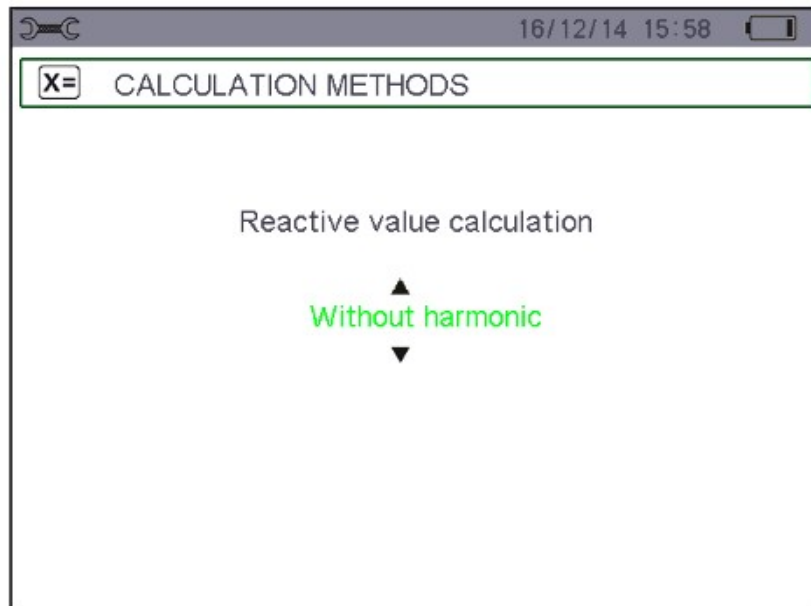 16/12/14 15:58
X= CALCULATION METHODS
Reactive value calculation
Without harmonic